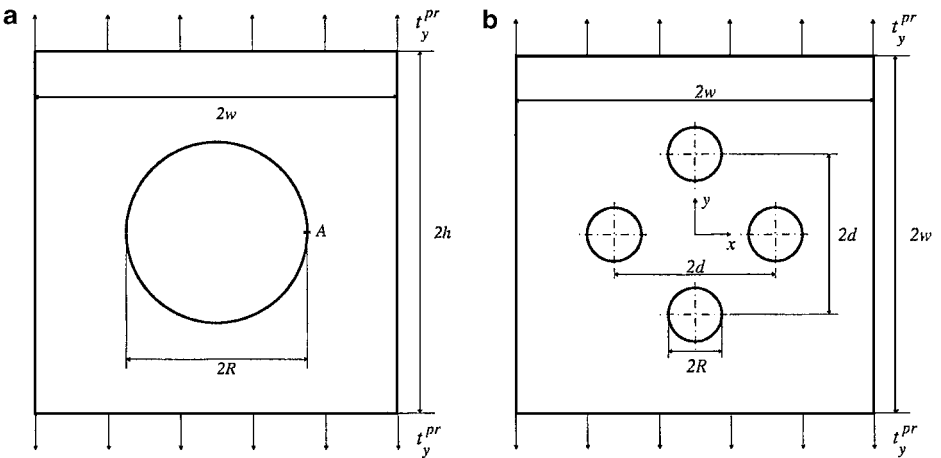 a
t_y^{pr}
2w
A
2h
2R
t_y^{pr}
b
t_y^{pr}
2w
y
x
2d
2d
2w
2R
t_y^{pr}